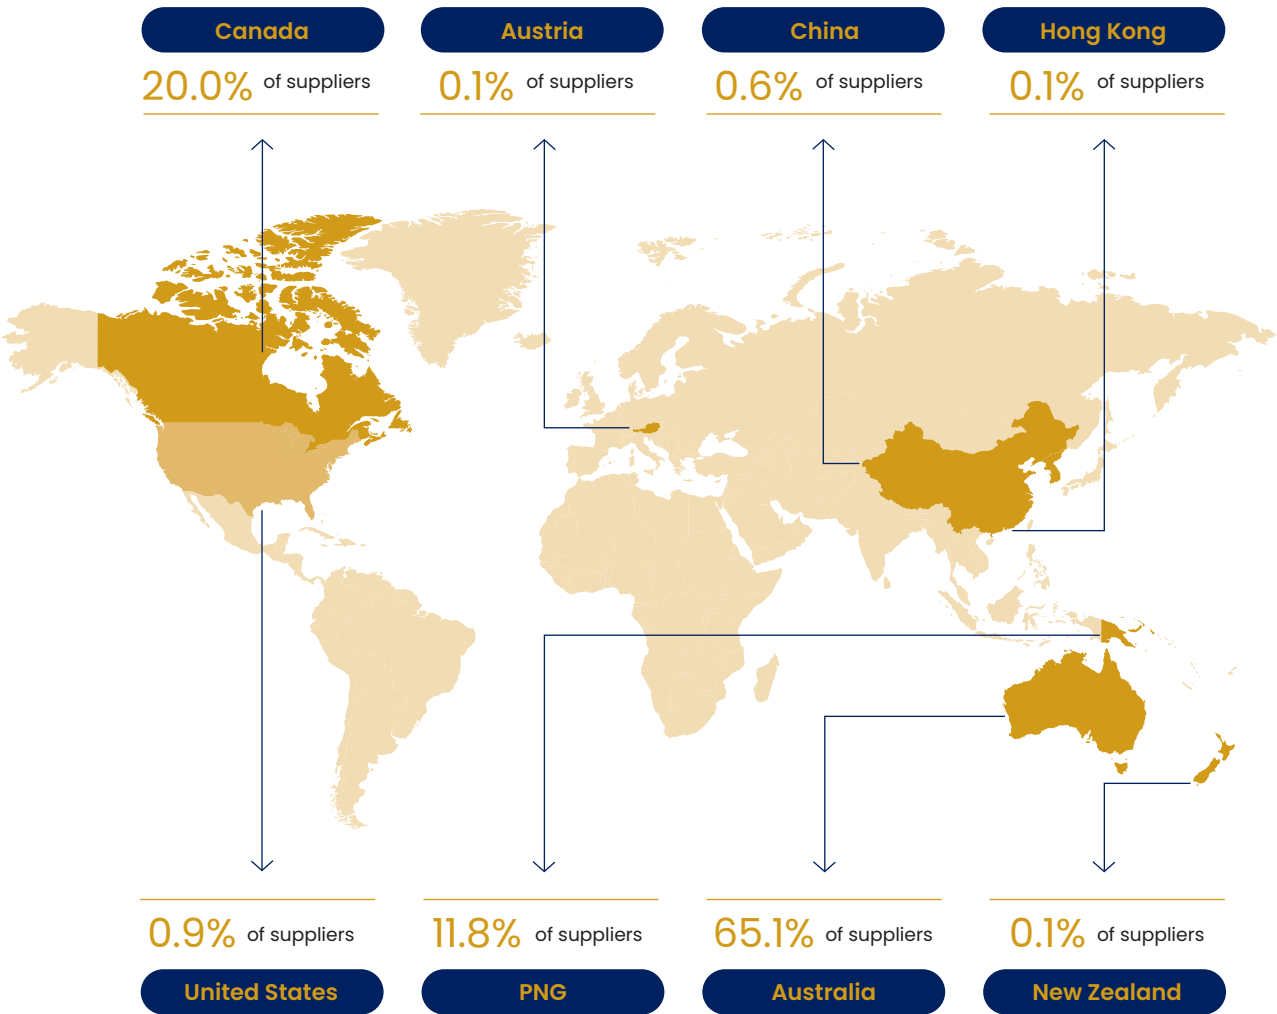 Canada
20.0% of suppliers
Austria
0.1% of suppliers
China
0.6% of suppliers
Hong Kong
0.1% of suppliers
0.9% of suppliers
United States
11.8% of suppliers
PNG
65.1% of suppliers
Australia
0.1% of suppliers
New Zealand